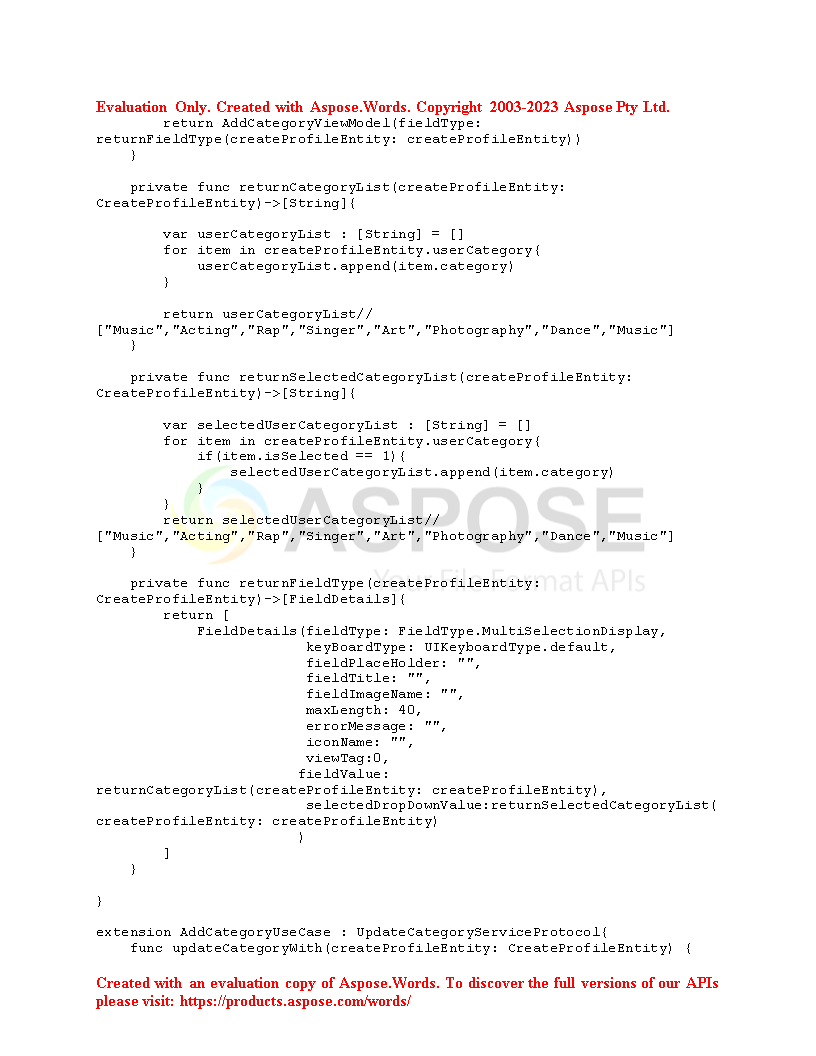 Evaluation Only. Created with Aspose.Words. Copyright 2003-2023 Aspose Pty Ltd.
        return AddCategoryViewModel(fieldType:
returnFieldType(createProfileEntity: createProfileEntity))
    }

    private func returnCategoryList(createProfileEntity:
CreateProfileEntity)->[String]{

        var userCategoryList : [String] = []
        for item in createProfileEntity.userCategory{
            userCategoryList.append(item.category)
        }

        return userCategoryList//
["Music","Acting","Rap","Singer","Art","Photography","Dance","Music"]
    }

    private func returnSelectedCategoryList(createProfileEntity:
CreateProfileEntity)->[String]{

        var selectedUserCategoryList : [String] = []
        for item in createProfileEntity.userCategory{
            if(item.isSelected == 1){
                selectedUserCategoryList.append(item.category)
            }
        }
        return selectedUserCategoryList//
["Music","Acting","Rap","Singer","Art","Photography","Dance","Music"]
    }
ASPOSE
Your File Format APIs

    private func returnFieldType(createProfileEntity:
CreateProfileEntity)->[FieldDetails]{
        return [
            FieldDetails(fieldType: FieldType.MultiSelectionDisplay,
                         keyBoardType: UIKeyboardType.default,
                         fieldPlaceHolder: "",
                         fieldTitle: "",
                         fieldImageName: "",
                         maxLength: 40,
                         errorMessage: "",
                         iconName: "",
                         viewTag:0,
                        fieldValue:
returnCategoryList(createProfileEntity: createProfileEntity),
                         selectedDropDownValue:returnSelectedCategoryList(
createProfileEntity: createProfileEntity)
                        )
        ]
    }

}

extension AddCategoryUseCase : UpdateCategoryServiceProtocol{
    func updateCategoryWith(createProfileEntity: CreateProfileEntity) {
Created with an evaluation copy of Aspose.Words. To discover the full versions of our APIs
please visit: https://products.aspose.com/words/